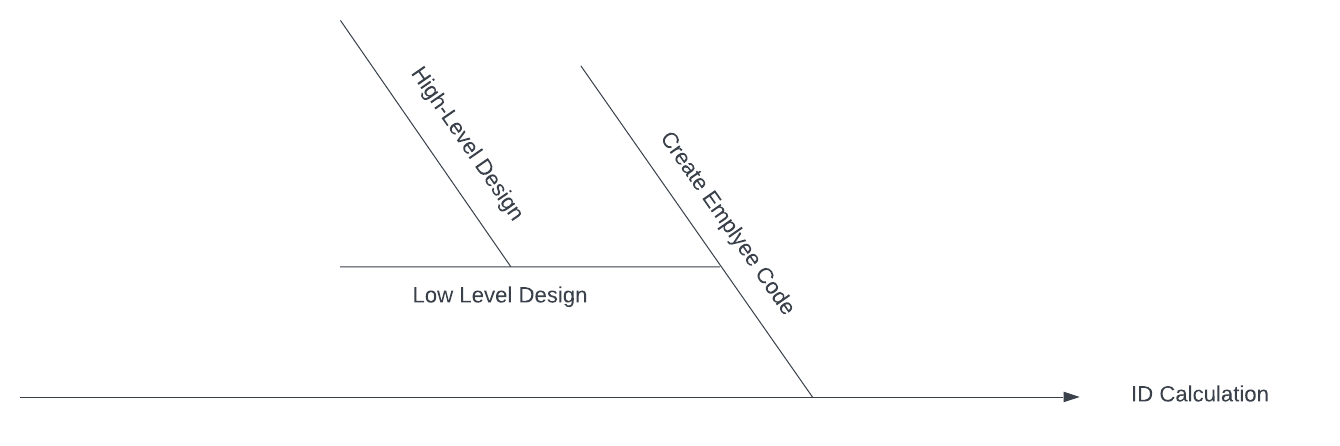 High-Level Design
Create Emplyee Code
Low Level Design
ID Calculation